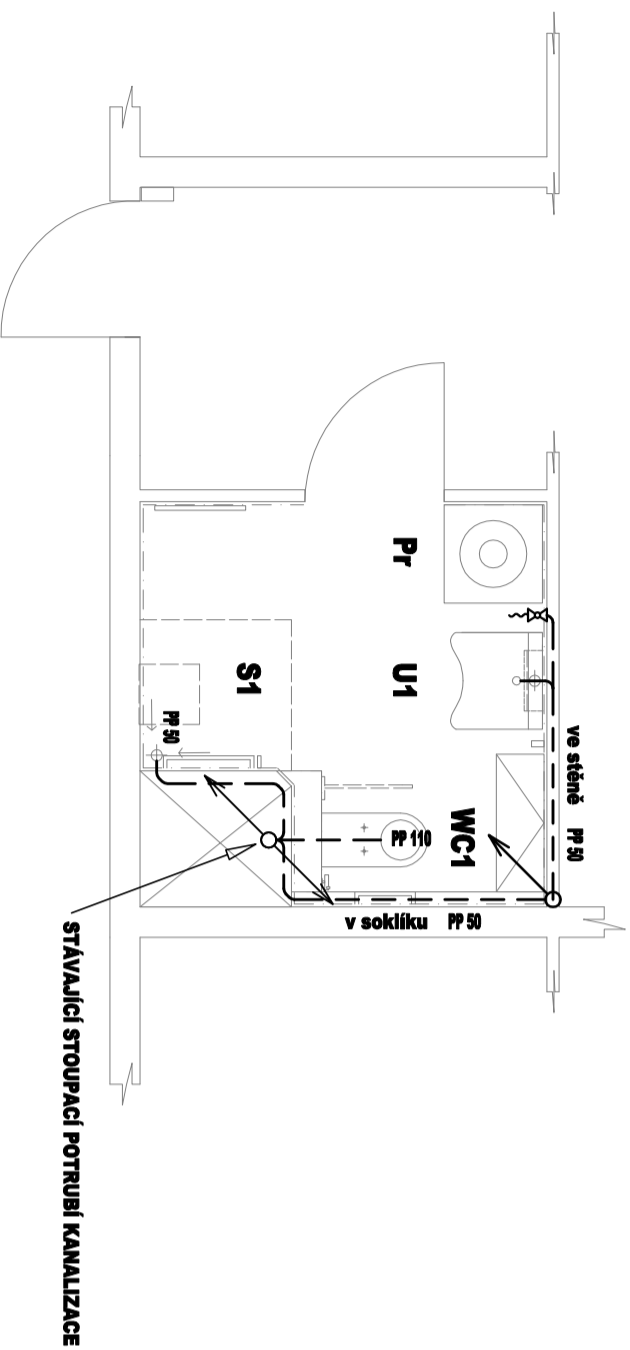 Pr
U1
S1
WC1
ve stěně PP 50
PP 50
PP 110
v soklíku PP 50
STÁVAJÍCÍ STOUPACÍ POTRUBÍ KANALIZACE